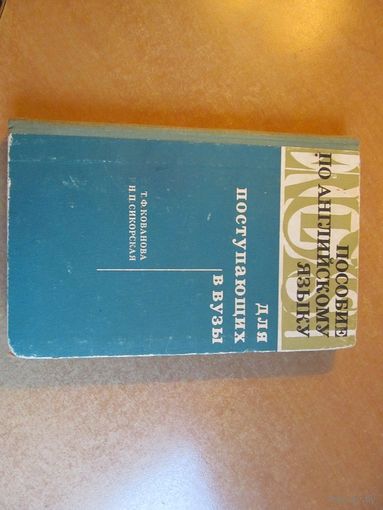 ПОСОБИЕ
ПО АНГЛИЙСКОМУ
ЯЗЫКУ
ДЛЯ
ПОСТУПАЮЩИХ
В ВУЗЫ
Т. Ф. КОВАНОВА
Н. П. СИКОРСКАЯ